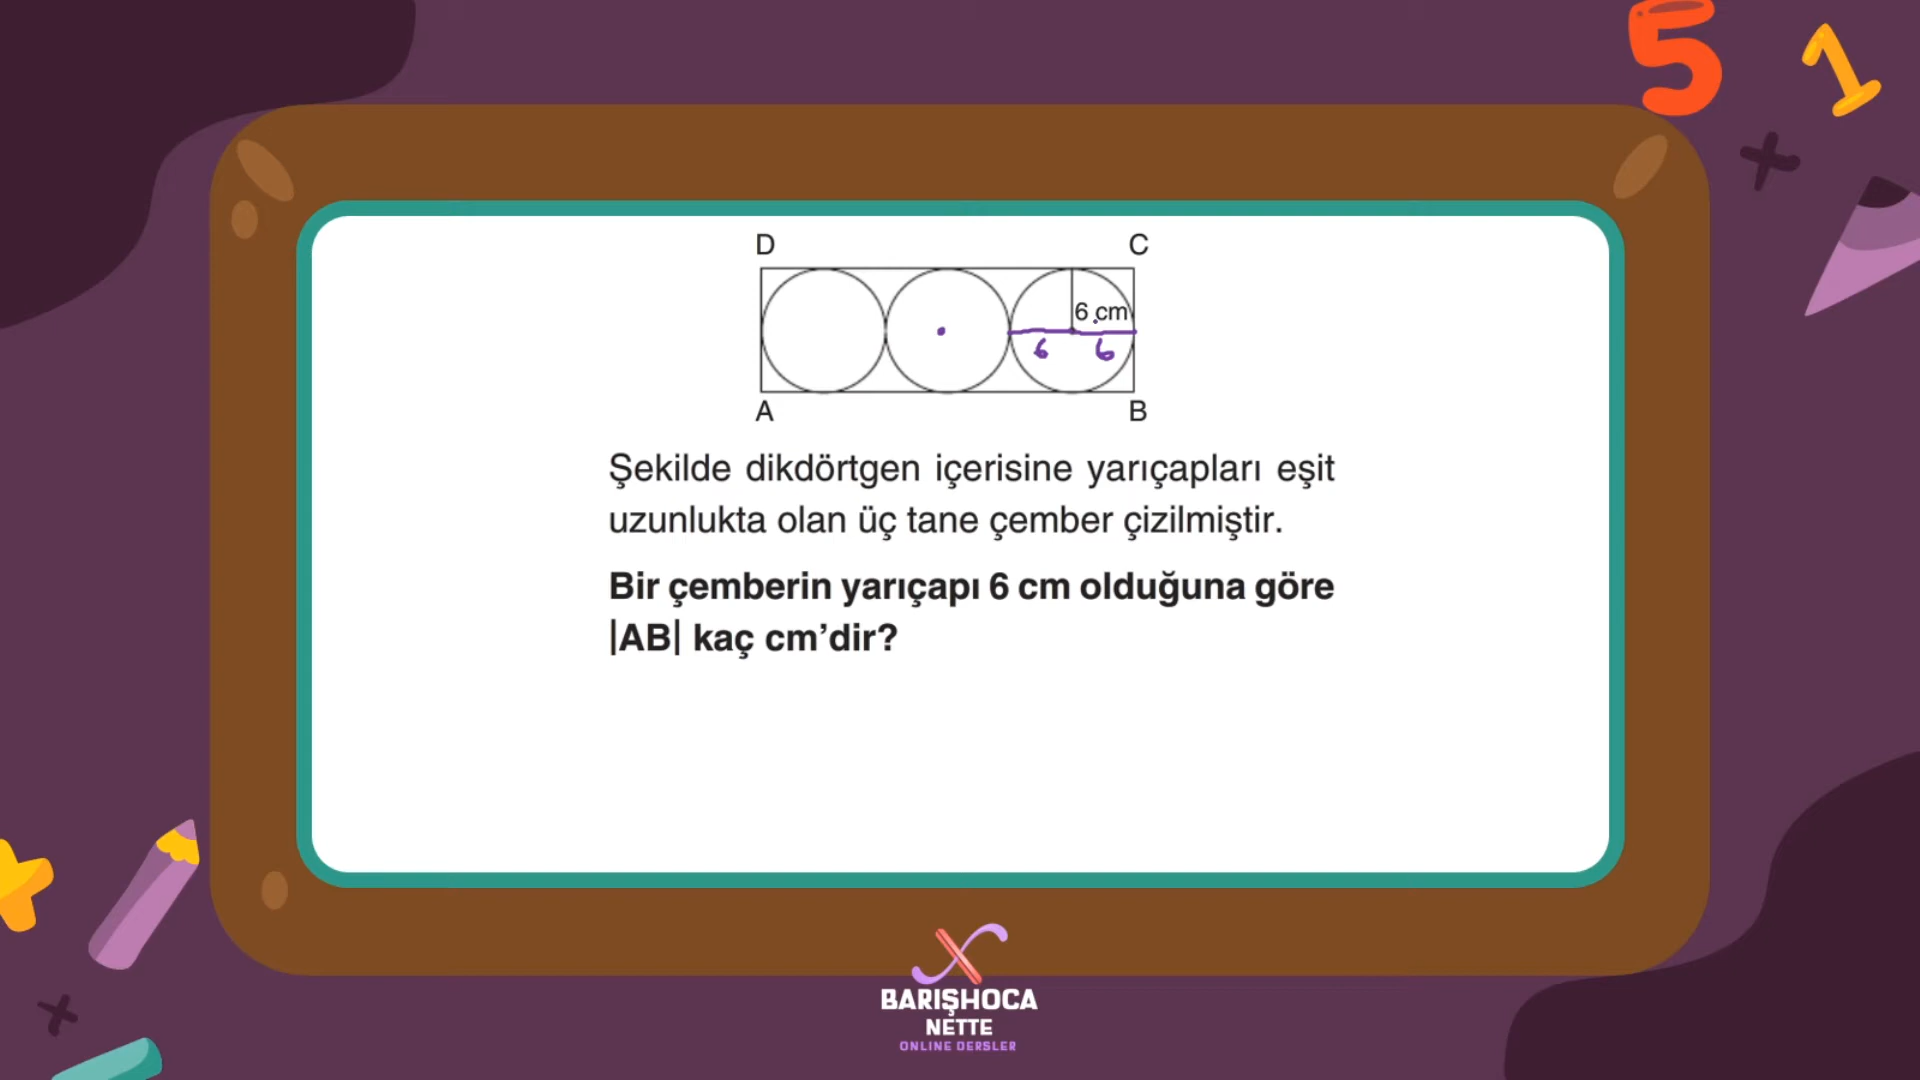 5 1
D C
6 cm
6 6
A B
Şekilde dikdörtgen içerisine yarıçapları eşit
uzunlukta olan üç tane çember çizilmiştir.
Bir çemberin yarıçapı 6 cm olduğuna göre
|AB| kaç cm’dir?
BARIŞHOCA
NETTE
ONLINE DERSLER